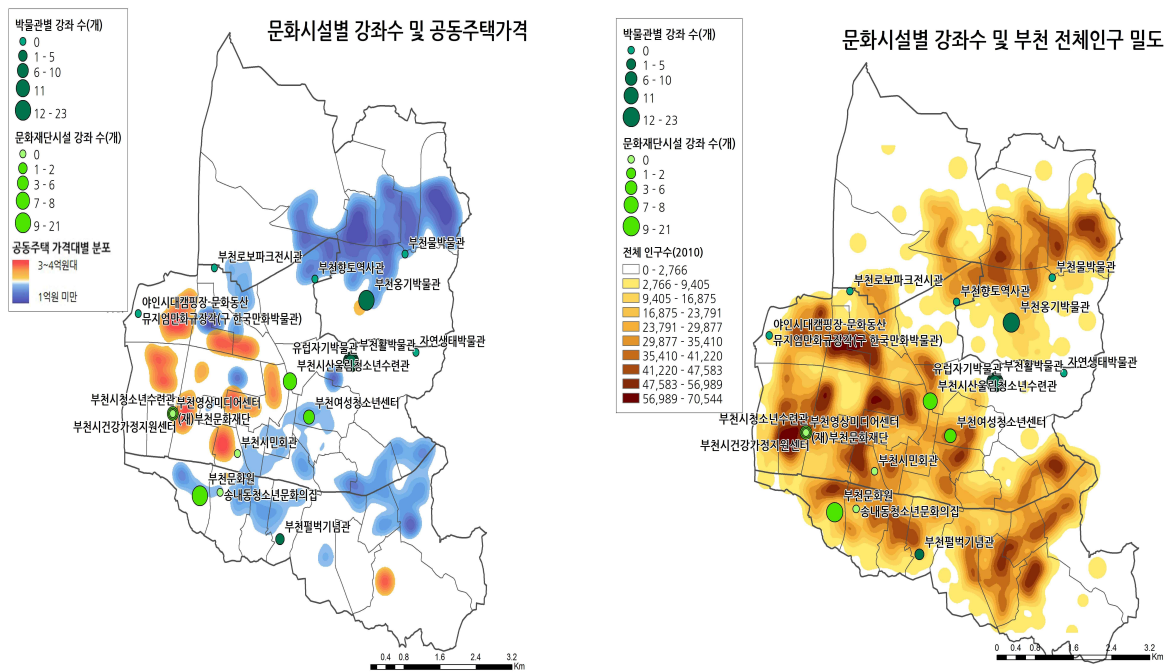 문화시설별 강좌수 및 공동주택가격
박물관별 강좌 수(개)
0
1 - 5
6 - 10
11
12 - 23
문화재단시설 강좌 수(개)
0
1 - 2
3 - 6
7 - 8
9 - 21
공동주택 가격대별 분포
3~4억원대
1억원 미만
부천물박물관
부천로보파크전시관
부천향토역사관
부천옹기박물관
야인시대캠핑장·문화동산
뮤지엄만화규장각(구 한국만화박물관)
유럽자기박물관
부천활박물관
자연생태박물관
부천시산울림청소년수련관
부천시청소년수련관
부천영상미디어센터
부천여성청소년센터
(재)부천문화재단
부천시건강가정지원센터
부천시민회관
부천문화원
송내동청소년문화의집
부천펄벅기념관
0.4 0.8 1.6 2.4 3.2
Km
문화시설별 강좌수 및 부천 전체인구 밀도
박물관별 강좌 수(개)
0
1 - 5
6 - 10
11
12 - 23
문화재단시설 강좌 수(개)
0
1 - 2
3 - 6
7 - 8
9 - 21
전체 인구수(2010)
0 - 2,766
2,766 - 9,405
9,405 - 16,875
16,875 - 23,791
23,791 - 29,877
29,877 - 35,410
35,410 - 41,220
41,220 - 47,583
47,583 - 56,989
56,989 - 70,544
부천물박물관
부천로보파크전시관
부천향토역사관
부천옹기박물관
야인시대캠핑장·문화동산
뮤지엄만화규장각(구 한국만화박물관)
유럽자기박물관
부천활박물관
자연생태박물관
부천시산울림청소년수련관
부천시청소년수련관
부천영상미디어센터
부천여성청소년센터
(재)부천문화재단
부천시건강가정지원센터
부천시민회관
부천문화원
송내동청소년문화의집
부천펄벅기념관
0 0.4 0.8 1.6 2.4 3.2
Km